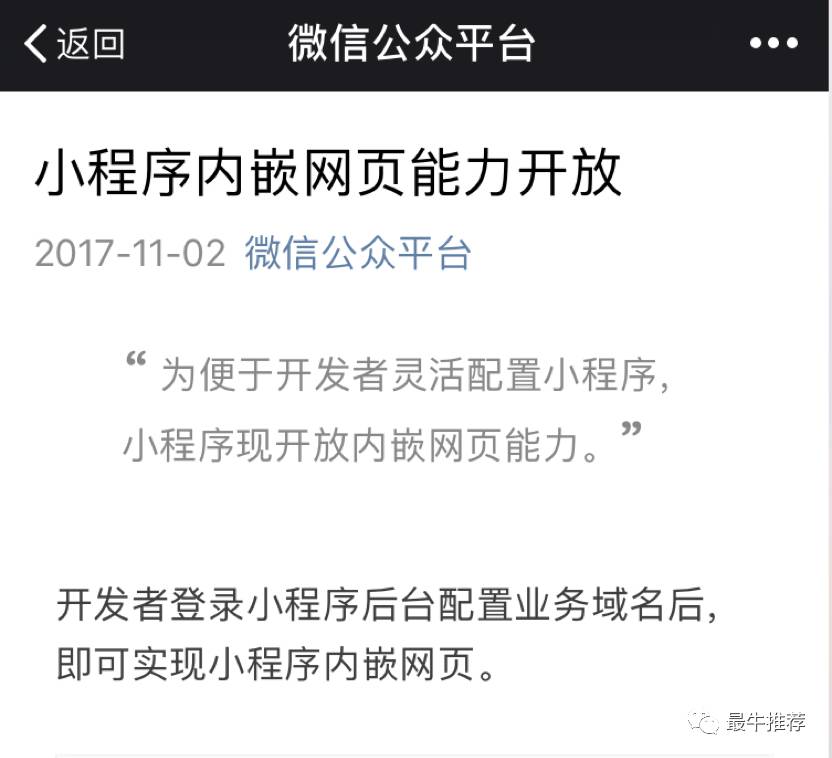 返回 微信公众平台
小程序内嵌网页能力开放
2017-11-02 微信公众平台
“ 为便于开发者灵活配置小程序,
小程序现开放内嵌网页能力。”
开发者登录小程序后台配置业务域名后,
即可实现小程序内嵌网页。
最牛推荐